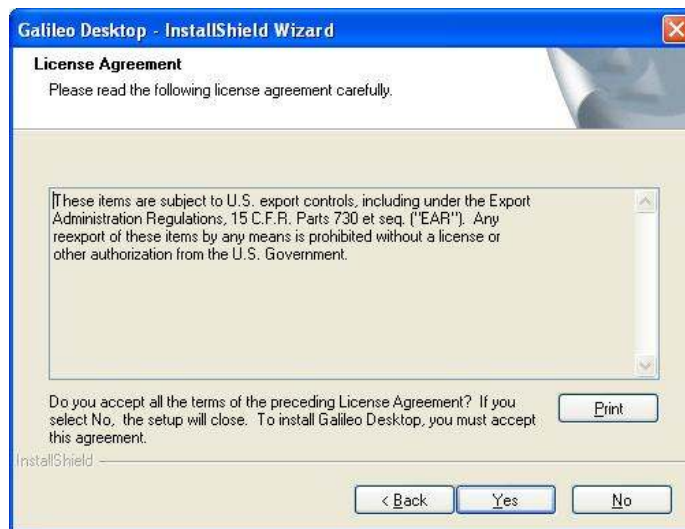 Galileo Desktop - InstallShield Wizard
License Agreement
Please read the following license agreement carefully.
These items are subject to U.S. export controls, including under the Export
Administration Regulations, 15 C.F.R. Parts 730 et seq. ("EAR").  Any
reexport of these items by any means is prohibited without a license or
other authorization from the U.S. Government.
Do you accept all the terms of the preceding License Agreement?  If you
select No,  the setup will close.  To install Galileo Desktop, you must accept
this agreement.
Print
InstallShield
< Back
Yes
No